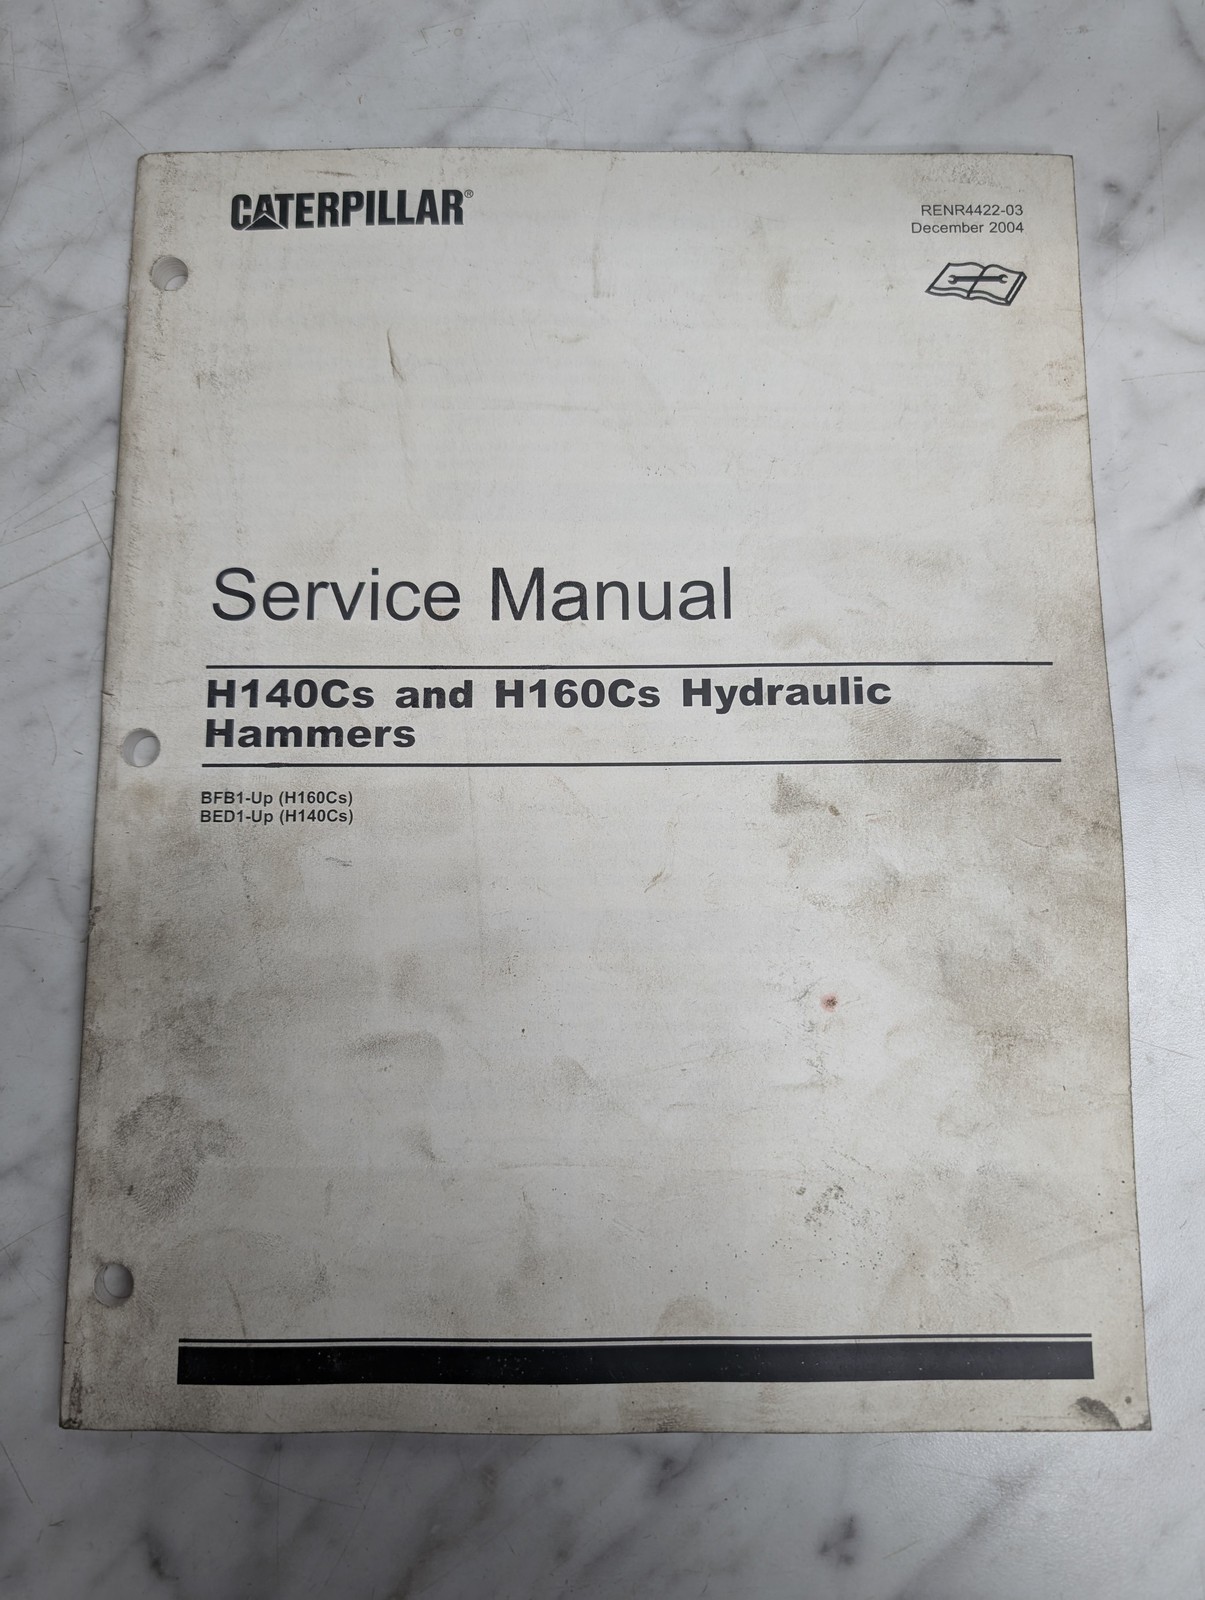 CATERPILLAR®
RENR4422-03
December 2004
Service Manual
H140Cs and H160Cs Hydraulic
Hammers
BFB1-Up (H160Cs)
BED1-Up (H140Cs)